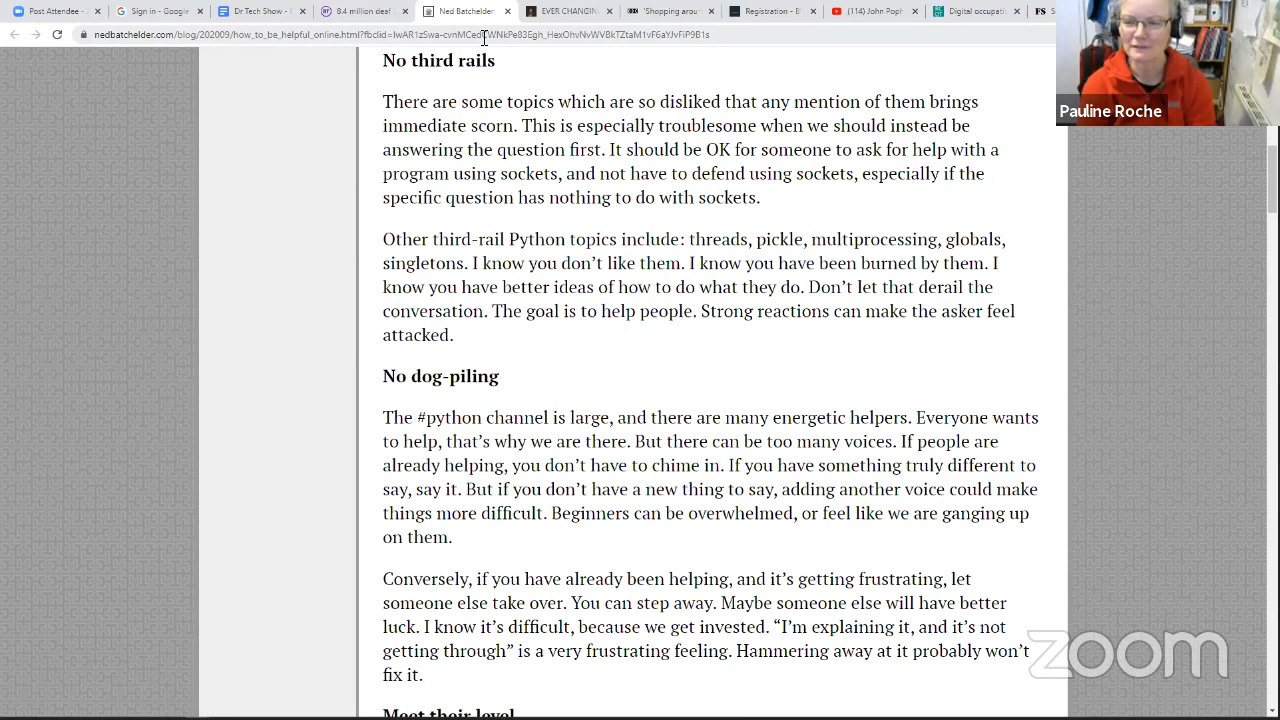 Post Attendee -
Sign in - Google
Dr Tech Show - 
8.4 million deaf
Ned Batchelder
EVER CHANGING
'Shopping around
Registration - B
(114) John Popi
Digital occupati
FS
nedbatchelder.com/blog/202009/how_to_be_helpful_online.html
No third rails
There are some topics which are so disliked that any mention of them brings
immediate scorn. This is especially troublesome when we should instead be
answering the question first. It should be OK for someone to ask for help with a
program using sockets, and not have to defend using sockets, especially if the
specific question has nothing to do with sockets.
Other third-rail Python topics include: threads, pickle, multiprocessing, globals,
singletons. I know you don’t like them. I know you have been burned by them. I
know you have better ideas of how to do what they do. Don’t let that derail the
conversation. The goal is to help people. Strong reactions can make the asker feel
attacked.
No dog-piling
The #python channel is large, and there are many energetic helpers. Everyone wants
to help, that’s why we are there. But there can be too many voices. If people are
already helping, you don’t have to chime in. If you have something truly different to
say, say it. But if you don’t have a new thing to say, adding another voice could make
things more difficult. Beginners can be overwhelmed, or feel like we are ganging up
on them.
Conversely, if you have already been helping, and it’s getting frustrating, let
someone else take over. You can step away. Maybe someone else will have better
luck. I know it’s difficult, because we get invested. “I’m explaining it, and it’s not
getting through” is a very frustrating feeling. Hammering away at it probably won’t
fix it.
Meet their level
Pauline Roche
zoom